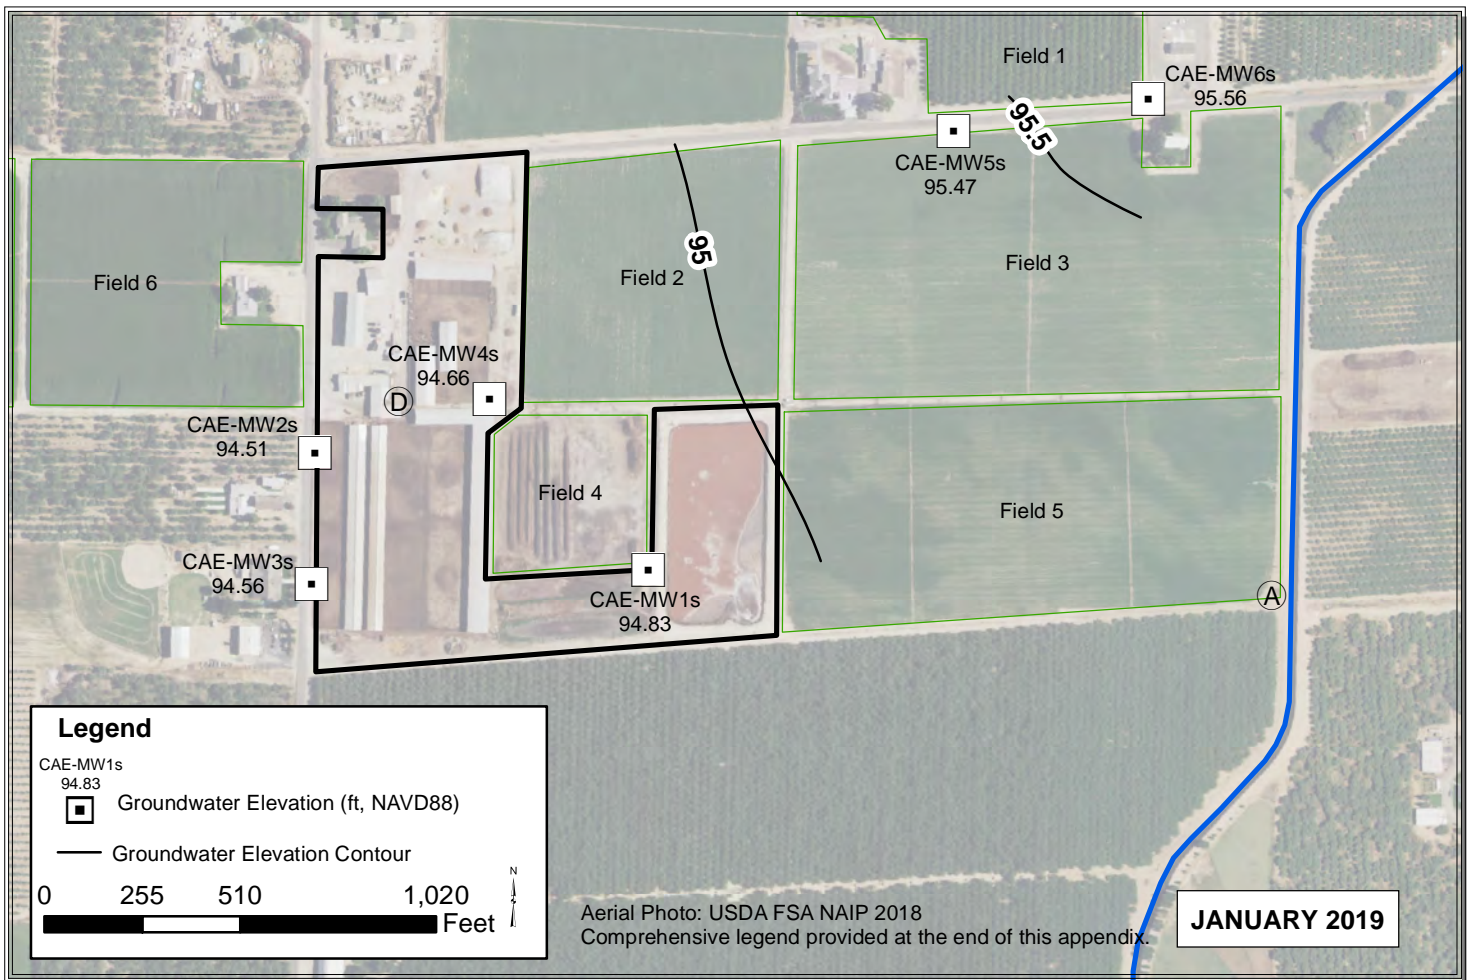 Field 1
CAE-MW6s
95.56
95.5
CAE-MW5s
95.47
95
Field 2
Field 3
Field 6
CAE-MW4s
94.66
D
CAE-MW2s
94.51
Field 4
Field 5
CAE-MW3s
94.56
CAE-MW1s
94.83
A
Legend
CAE-MW1s
94.83
Groundwater Elevation (ft, NAVD88)
Groundwater Elevation Contour
0 255 510 1,020
Feet
N
Aerial Photo: USDA FSA NAIP 2018
Comprehensive legend provided at the end of this appendix.
JANUARY 2019